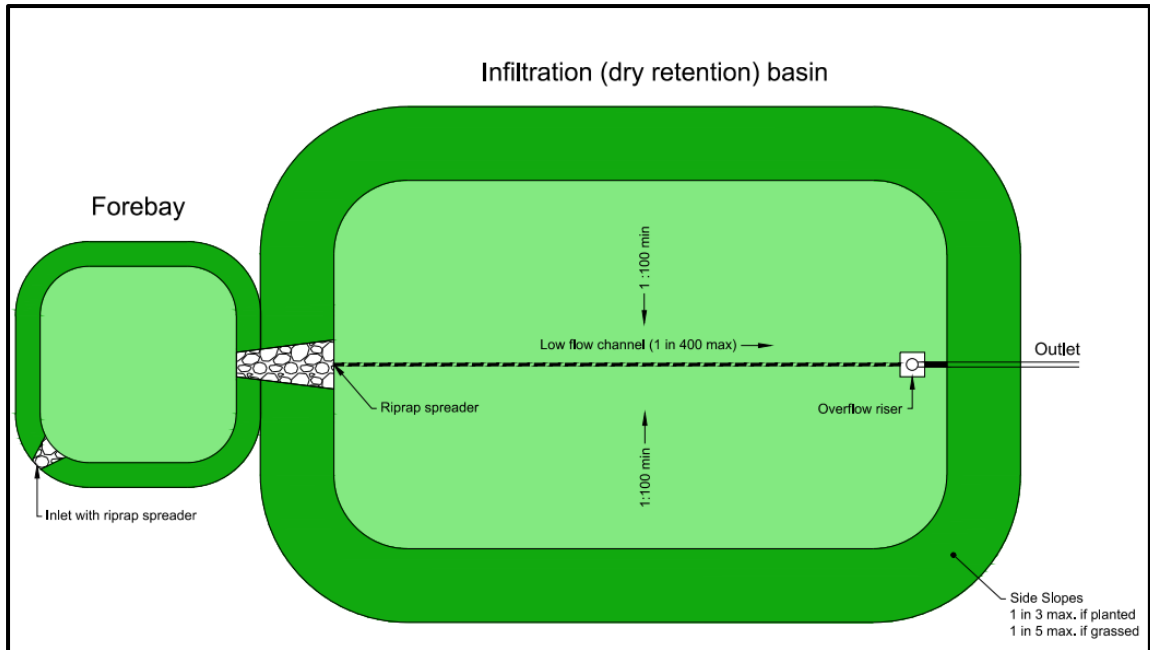 Infiltration (dry retention) basin
Forebay
1 :100 min
Low flow channel (1 in 400 max)
Outlet
Riprap spreader
Overflow riser
1:100 min
Inlet with riprap spreader
Side Slopes
1 in 3 max. if planted
1 in 5 max. if grassed